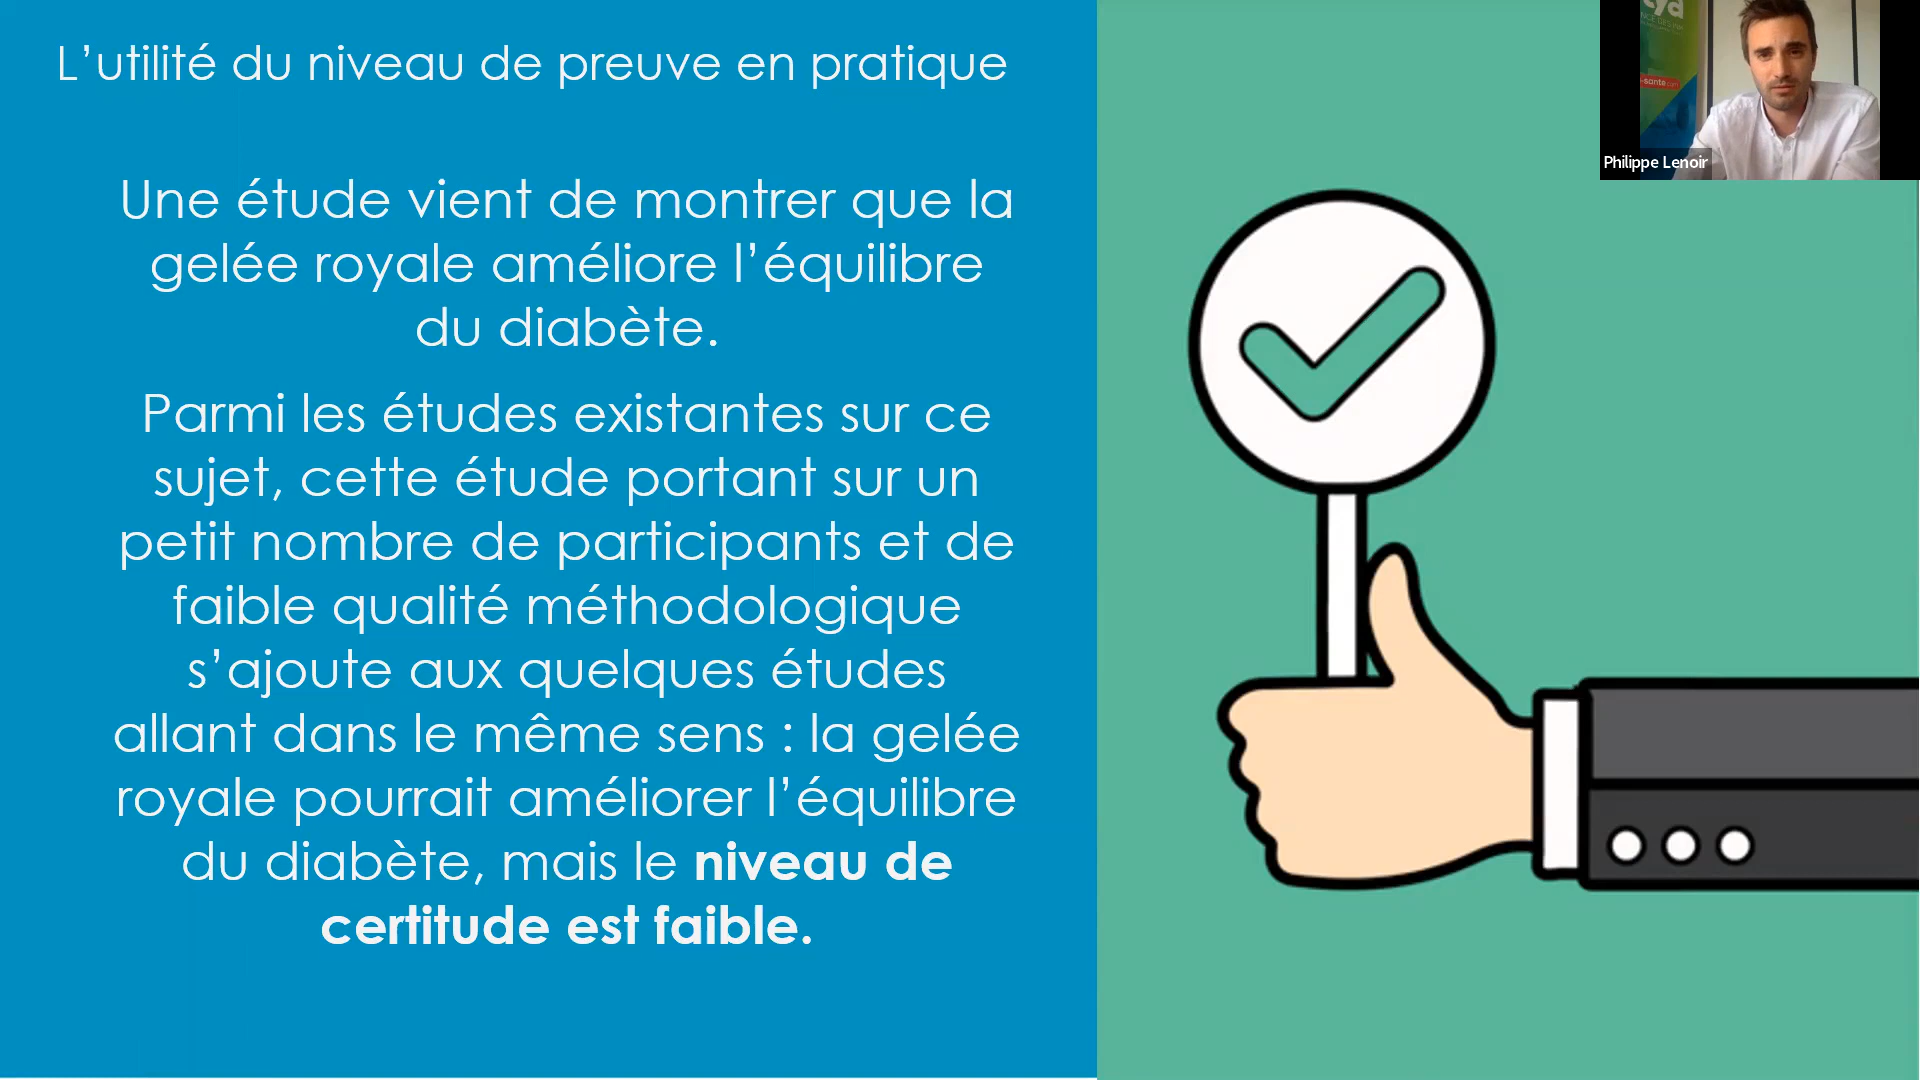 L’utilité du niveau de preuve en pratique
Une étude vient de montrer que la
gelée royale améliore l’équilibre
du diabète.
Parmi les études existantes sur ce
sujet, cette étude portant sur un
petit nombre de participants et de
faible qualité méthodologique
s’ajoute aux quelques études
allant dans le même sens : la gelée
royale pourrait améliorer l’équilibre
du diabète, mais le niveau de
certitude est faible.
Philippe Lenoir